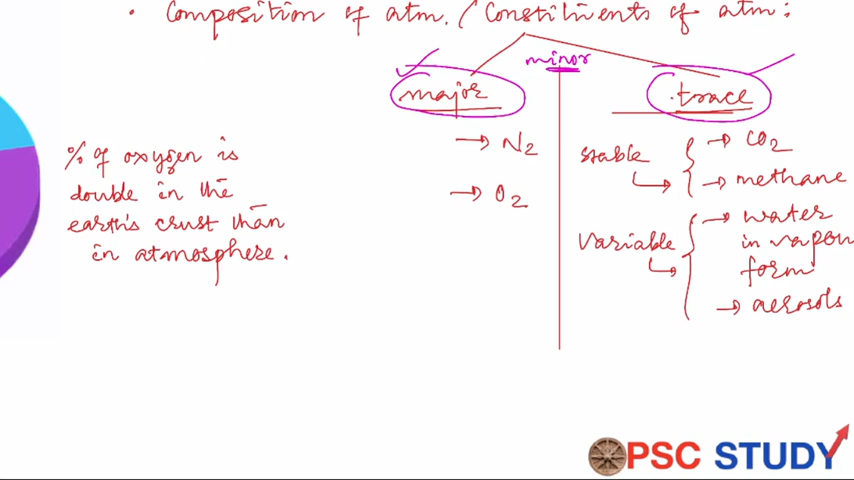 • Composition of atm. / Constituents of atm:
minor
major
trace
→ N2
→ O2
% of oxygen is
double in the
earth's crust than
in atmosphere.
stable
→ CO2
→ methane
variable
→ water
in vapour
form
→ aerosols
PSC STUDY